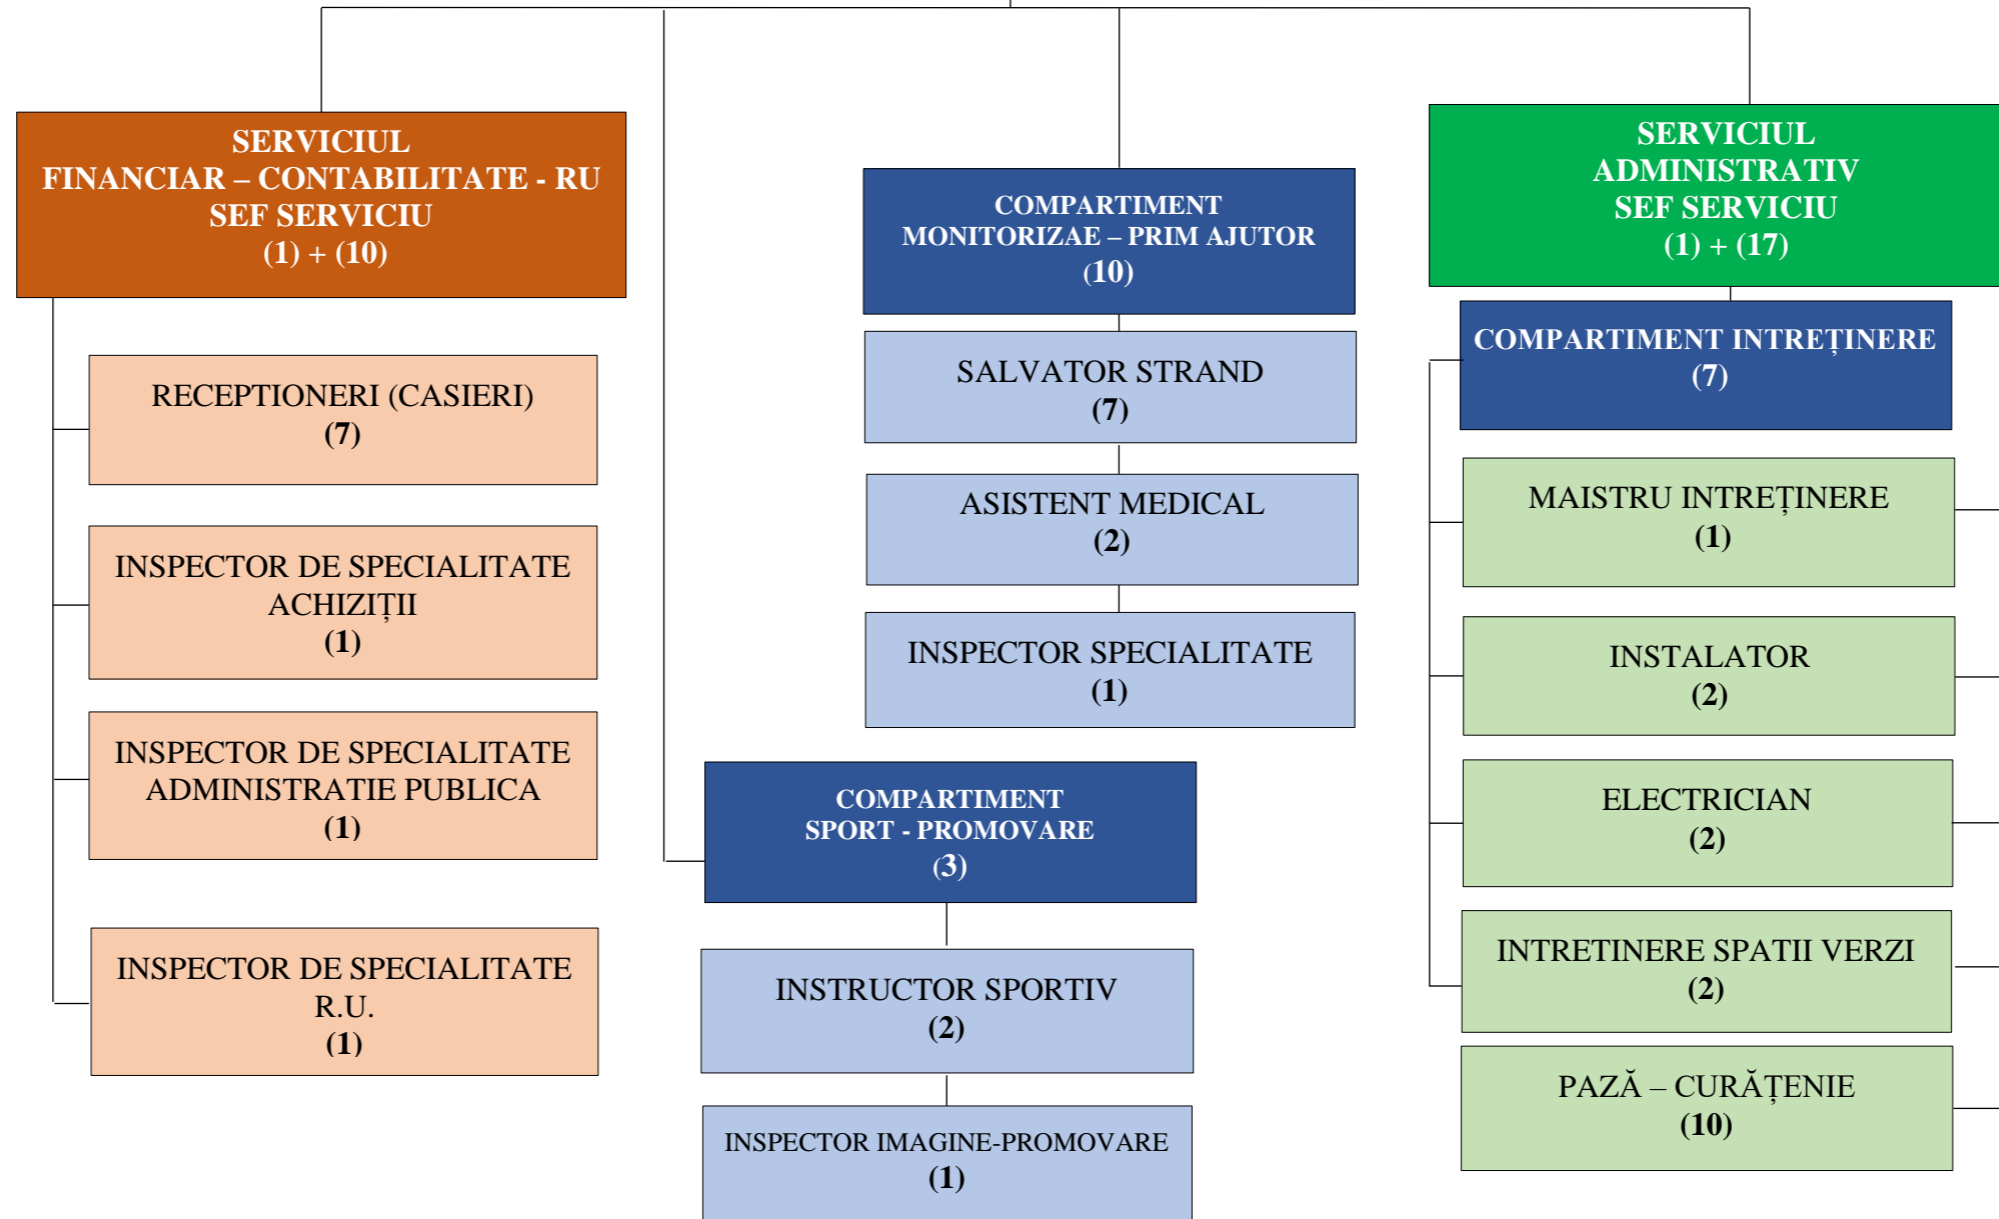 SERVICIUL
FINANCIAR – CONTABILITATE - RU
SEF SERVICIU
(1) + (10)
RECEPTIONERI (CASIERI)
(7)
INSPECTOR DE SPECIALITATE
ACHIZIȚII
(1)
INSPECTOR DE SPECIALITATE
ADMINISTRATIE PUBLICA
(1)
INSPECTOR DE SPECIALITATE
R.U.
(1)
COMPARTIMENT
MONITORIZAE – PRIM AJUTOR
(10)
SALVATOR STRAND
(7)
ASISTENT MEDICAL
(2)
INSPECTOR SPECIALITATE
(1)
COMPARTIMENT
SPORT - PROMOVARE
(3)
INSTRUCTOR SPORTIV
(2)
INSPECTOR IMAGINE-PROMOVARE
(1)
SERVICIUL
ADMINISTRATIV
SEF SERVICIU
(1) + (17)
COMPARTIMENT INTREȚINERE
(7)
MAISTRU INTREȚINERE
(1)
INSTALATOR
(2)
ELECTRICIAN
(2)
INTRETINERE SPATII VERZI
(2)
PAZĂ – CURĂȚENIE
(10)